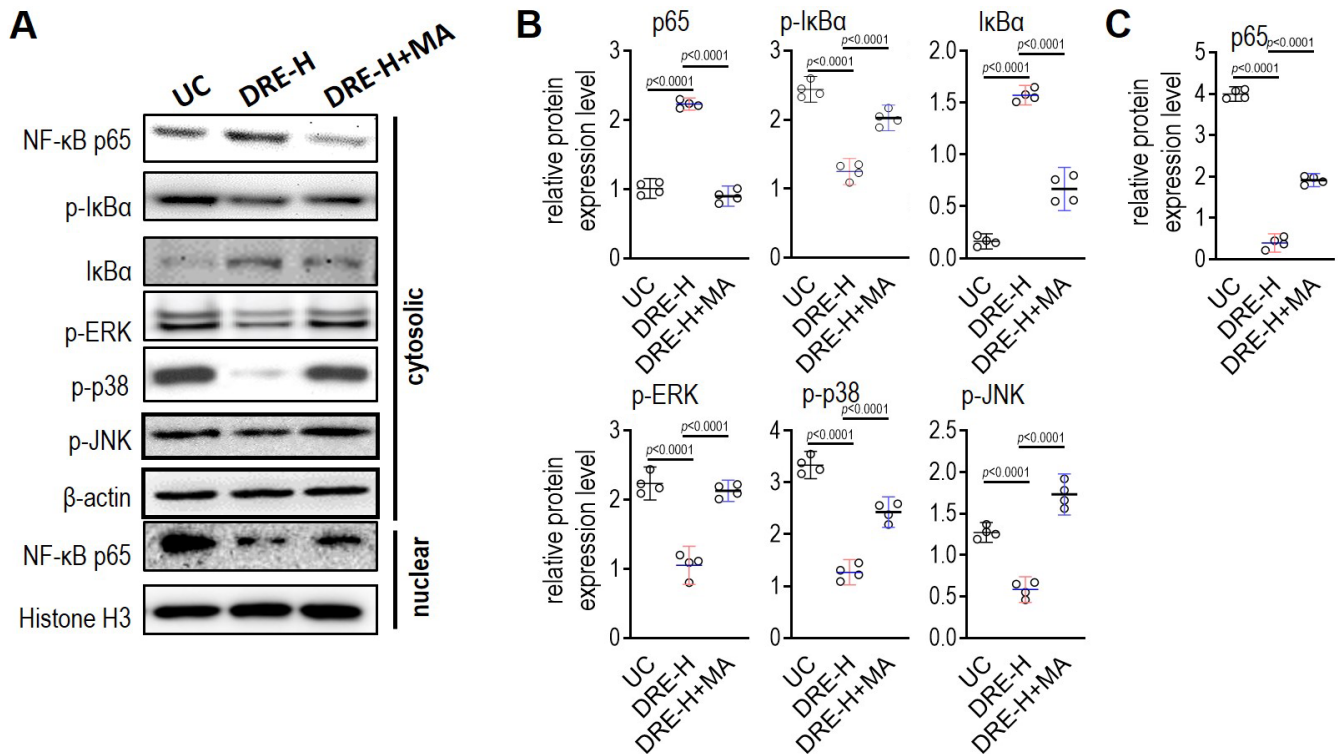 A
UC
DRE-H
DRE-H+MA
NF-κB p65
p-IκBα
IκBα
p-ERK
p-p38
p-JNK
β-actin
NF-κB p65
Histone H3
cytosolic
nuclear
B
p65
relative protein
expression level
3
2
1
0
p<0.0001
p<0.0001
UC
DRE-H
DRE-H+MA
p-IκBα
3
2
1
0
p<0.0001
p<0.0001
UC
DRE-H
DRE-H+MA
IκBα
2.0
1.5
1.0
0.5
0.0
p<0.0001
p<0.0001
UC
DRE-H
DRE-H+MA
C
p65
relative protein
expression level
5
4
3
2
1
0
p<0.0001
p<0.0001
UC
DRE-H
DRE-H+MA
p-ERK
relative protein
expression level
3
2
1
0
p<0.0001
p<0.0001
UC
DRE-H
DRE-H+MA
p-p38
4
3
2
1
0
p<0.0001
p<0.0001
UC
DRE-H
DRE-H+MA
p-JNK
2.5
2.0
1.5
1.0
0.5
0.0
p<0.0001
p<0.0001
UC
DRE-H
DRE-H+MA